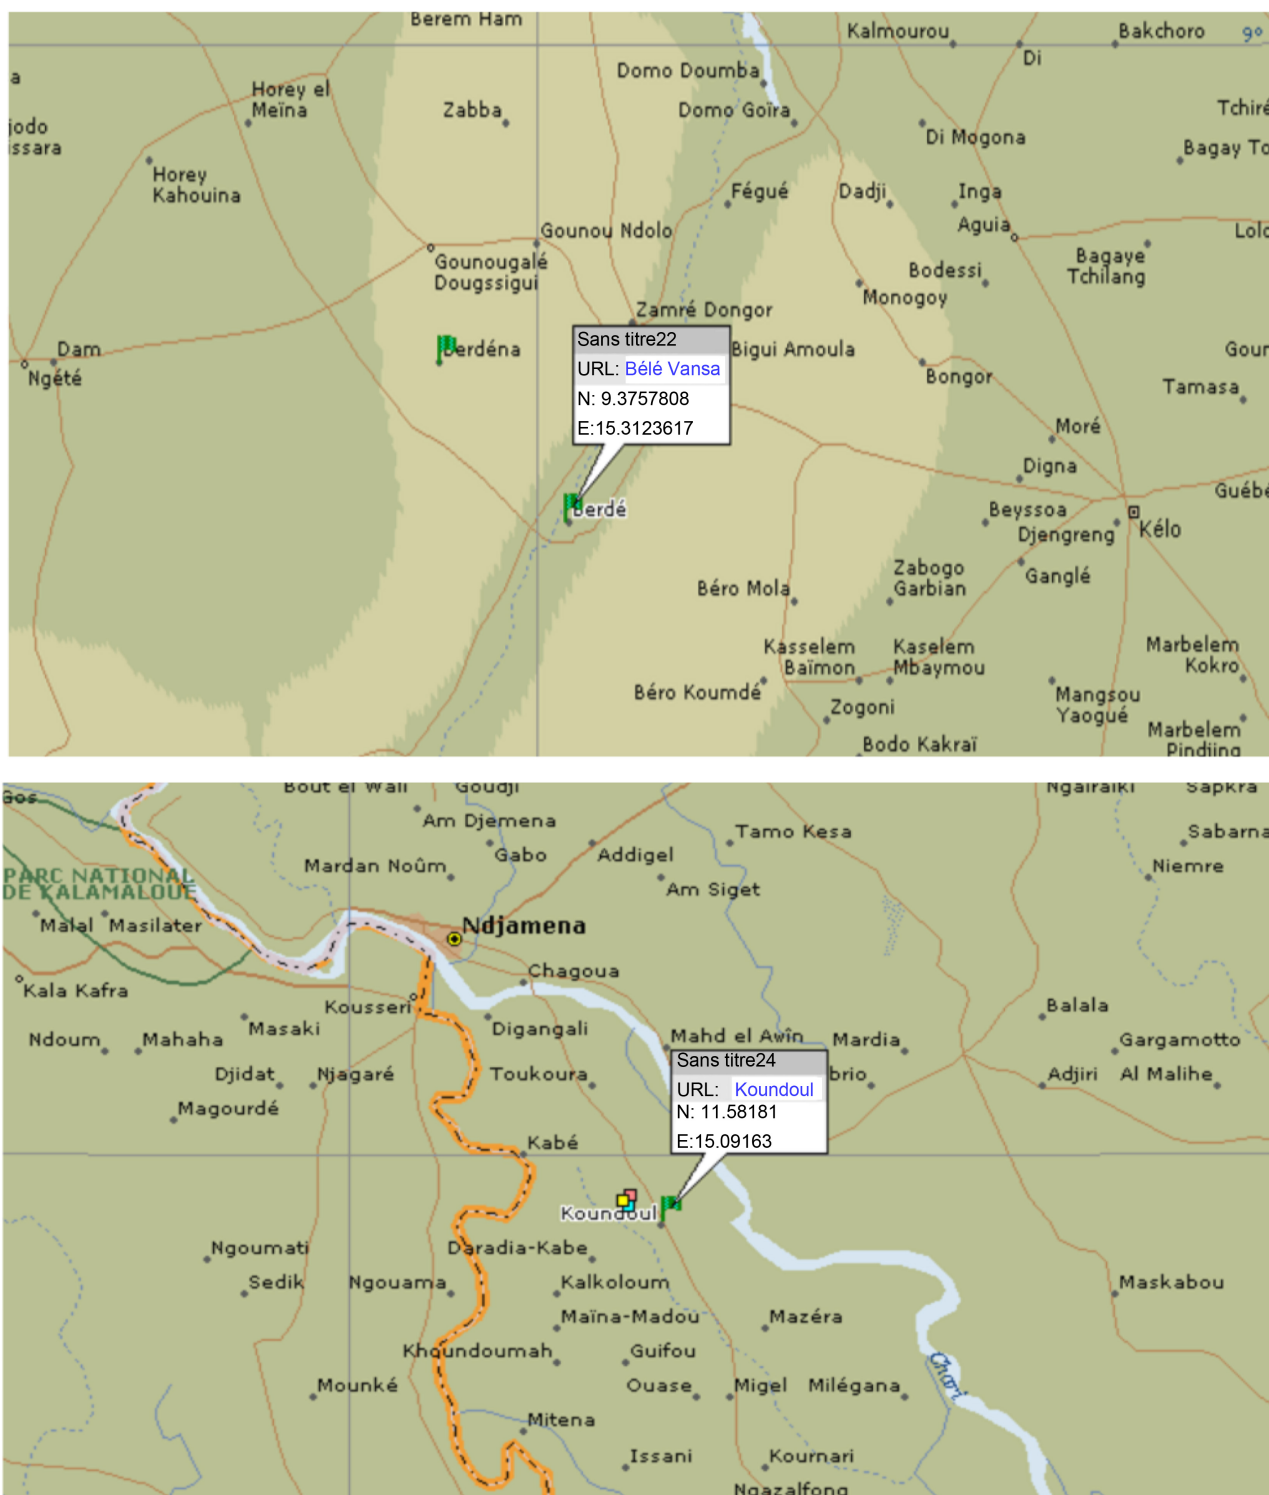 Berem Ham
Kalmourou
Bakchoro
9°
Di
a
Domo Doumba
Horey el
Meïna
Zabba
Domo Goïra
Tchiré
jodo
issara
Di Mogona
Bagay To
Horey
Kahouina
Fégué
Dadji
Inga
Aguia
Gounou Ndolo
Lolo
Gounougalé
Dougssigui
Bagaye
Tchilang
Bodessi
Monogoy
Zamré Dongor
Sans titre22
Dam
Berdéna
URL: Bélé Vansa
Bigui Amoula
Gour
Ngété
Bongor
Tamasa
N: 9.3757808
E:15.3123617
Moré
Digna
Guébé
Berdé
Beyssoa
Djengreng
Kélo
Zabogo
Garbian
Ganglé
Béro Mola
Kasselem
Baïmon
Kaselem
Mbaymou
Marbelem
Kokro
Béro Koumdé
Mangsou
Yaogué
Zogoni
Marbelem
Pindjing
Bodo Kakraï
Gos
Bout el Wali
Goudji
Ngairaiki
Sapkra
Am Djemena
Tamo Kesa
Sabarna
Gabo
Addigel
Mardan Noûm
Niemre
PARC NATIONAL
DE KALAMALOUE
Am Siget
Malal
Masilater
Ndjamena
Chagoua
Kala Kafra
Kousseri
Balala
Masaki
Digangali
Ndoum
Mahaha
Mahd el Awîn
Mardia
Gargamotto
Sans titre24
Djidat
Njagaré
Toukoura
URL: Koundoul
brio
Adjiri
Al Malihe
Magourdé
N: 11.58181
E:15.09163
Kabé
Koundoul
Ngoumati
Daradia-Kabe
Sedik
Ngouama
Kalkoloum
Maskabou
Maïna-Madou
Mazéra
Khoundoumah
Guifou
Chari
Mounké
Ouase
Migel
Milégana
Mitena
Issani
Kournari
Ngazalfong